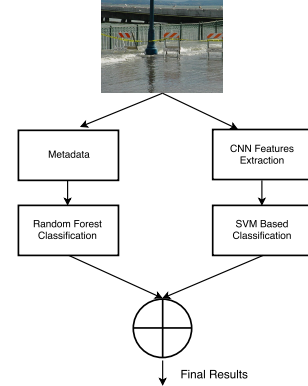 Metadata
CNN Features
Extraction
Random Forest
Classification
SVM Based
Classification
Final Results